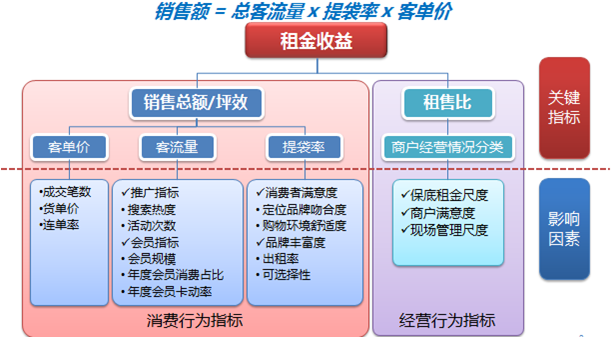 销售额 = 总客流量 x 提袋率 x 客单价
租金收益
销售总额/坪效
租售比
关键
指标
客单价
客流量
提袋率
商户经营情况分类
•成交笔数
•货单价
•连单率
✓推广指标
•搜索热度
•活动次数
✓会员指标
•会员规模
•年度会员消费占比
•年度会员卡动率
✓消费者满意度
•定位品牌吻合度
•购物环境舒适度
✓品牌丰富度
•出租率
•可选择性
✓保底租金尺度
✓商户满意度
✓现场管理尺度
影响
因素
消费行为指标
经营行为指标